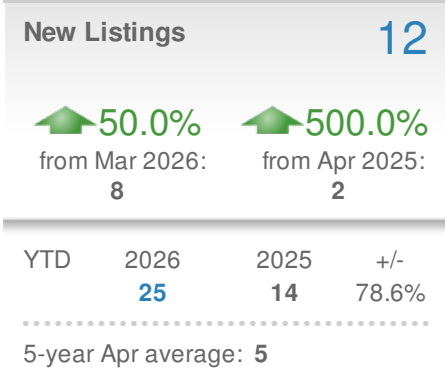 New Listings 12
50.0% 500.0%
from Mar 2026: from Apr 2025:
8 2
YTD 2026 2025 +/-
25 14 78.6%
5-year Apr average: 5